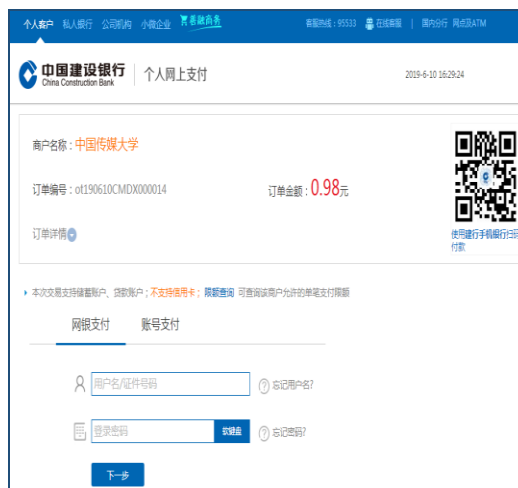 个人客户 私人银行 公司机构 小微企业 善融商务 客服热线：95533 在线客服 | 国内分行 网点及ATM
中国建设银行 China Construction Bank 个人网上支付 2019-6-10 16:29:24
商户名称：中国传媒大学
订单编号：ot190610CMDX000014 订单金额：0.98元
订单详情
使用建行手机银行扫码付款
本次交易支持储蓄账户、贷款账户；不支持信用卡； 限额查询 可查询该商户允许的单笔支付限额
网银支付 账号支付
用户名/证件号码 ? 忘记用户名?
登录密码 软键盘 ? 忘记密码?
下一步